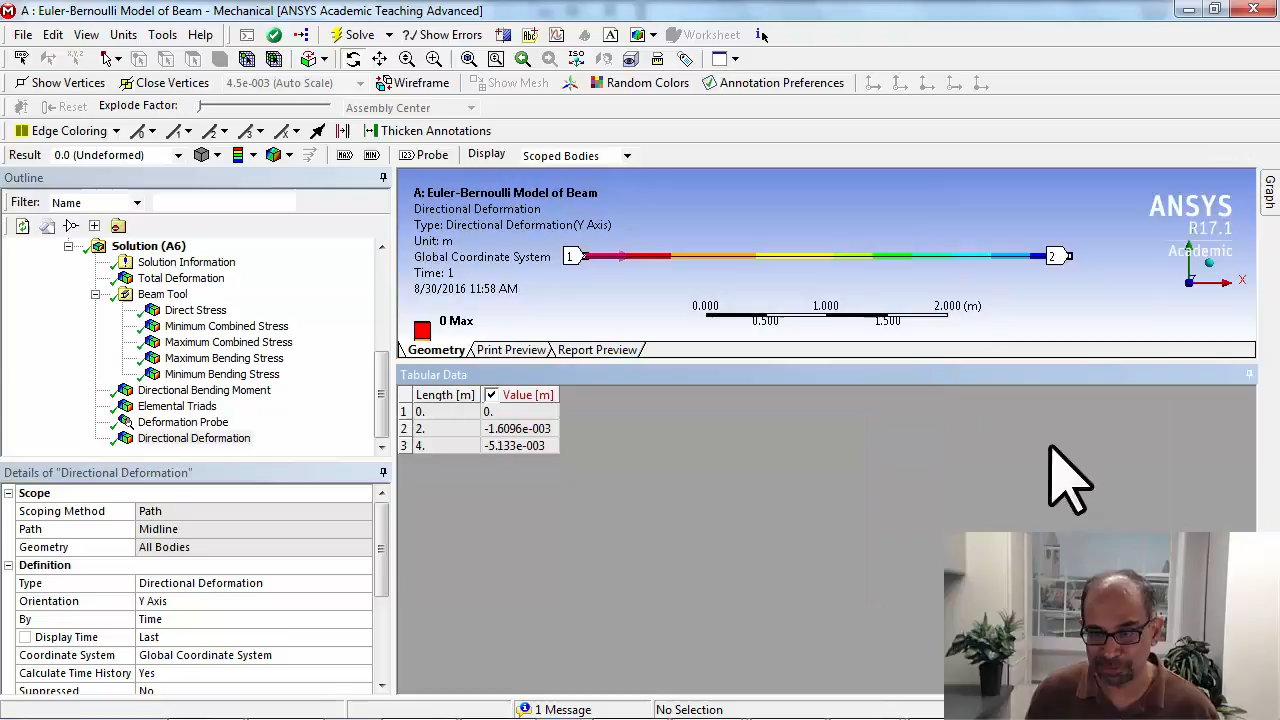 A : Euler-Bernoulli Model of Beam - Mechanical [ANSYS Academic Teaching Advanced]
File Edit View Units Tools Help Solve Show Errors Worksheet
Show Vertices Close Vertices 4.5e-003 (Auto Scale) Wireframe Show Mesh Random Colors Annotation Preferences
Reset Explode Factor: Assembly Center
Edge Coloring Thicken Annotations
Result 0.0 (Undeformed) MAX MIN Probe Display Scoped Bodies
Outline
Filter: Name
Solution (A6)
Solution Information
Total Deformation
Beam Tool
Direct Stress
Minimum Combined Stress
Maximum Combined Stress
Maximum Bending Stress
Minimum Bending Stress
Directional Bending Moment
Elemental Triads
Deformation Probe
Directional Deformation
Details of "Directional Deformation"
Scope
Scoping Method Path
Path Midline
Geometry All Bodies
Definition
Type Directional Deformation
Orientation Y Axis
By Time
Display Time Last
Coordinate System Global Coordinate System
Calculate Time History Yes
Suppressed No
A: Euler-Bernoulli Model of Beam
Directional Deformation
Type: Directional Deformation(Y Axis)
Unit: m
Global Coordinate System
Time: 1
8/30/2016 11:58 AM
0 Max
1
2
0.000 1.000 2.000 (m)
0.500 1.500
ANSYS
R17.1
Academic
X
Graph
Geometry Print Preview Report Preview
Tabular Data
Length [m] Value [m]
1 0. 0.
2 2. -1.6096e-003
3 4. -5.133e-003
1 Message No Selection